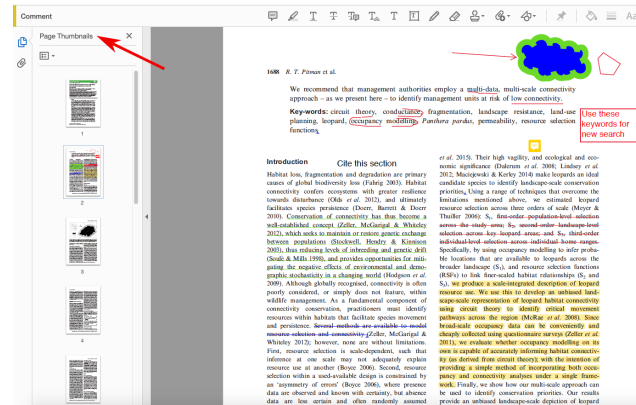 Comment
Aa
Page Thumbnails
×
1
2
3
4
1688 R. T. Pitman et al.
We recommend that management authorities employ a multi-data, multi-scale connectivity
approach – as we present here – to identify management units at risk of low connectivity.
Key-words: circuit theory, conductance, fragmentation, landscape resistance, land-use
planning, leopard, occupancy modelling, Panthera pardus, permeability, resource selection
functions
Use these
keywords for
new search
Introduction
Cite this section
Habitat loss, fragmentation and degradation are primary
causes of global biodiversity loss (Fahrig 2003). Habitat
connectivity confers ecosystems with greater resilience
towards disturbance (Olds et al. 2012), and ultimately
facilitates species persistence (Doerr, Barrett & Doerr
2010). Conservation of connectivity has thus become a
well-established concept (Zeller, McGarigal & Whiteley
2012), which seeks to maintain or restore genetic exchange
between populations (Stockwell, Hendry & Kinnison
2003), thus reducing levels of inbreeding and genetic drift
(Soulé & Mills 1998), and provides opportunities for miti-
gating the negative effects of environmental and demo-
graphic stochasticity in a changing world (Hodgson et al.
2009). Although globally recognised, connectivity is often
poorly considered, or simply does not feature, within
wildlife management. As a fundamental component of
connectivity conservation, practitioners must identify
resources within habitats that facilitate species movement
and persistence. Several methods are available to model
resource selection and connectivity (Zeller, McGarigal &
Whiteley 2012); however, none are without limitations.
First, resource selection is scale-dependent, such that
inference at one scale may not adequately explain
resource use at another (Boyce 2006). Second, resource
selection within a used-available design is constrained by
an 'asymmetry of errors' (Boyce 2006), where presence
data are observed and known with certainty, but absence
data are less certain and often randomly assumed
et al. 2015). Their high vagility, and ecological and eco-
nomic significance (Dalerum et al. 2008; Lindsey et al.
2012; Maciejewski & Kerley 2014) make leopards an ideal
candidate species to identify landscape-scale conservation
priorities. Using a range of techniques that overcome the
limitations mentioned above, we estimated leopard
resource selection across three orders of scale (Meyer &
Thuiller 2006): S₁, first-order population-level selection
across the study area; S₂, second-order landscape-level
selection across key leopard areas; and S₃, third-order
individual-level selection across individual home ranges.
Specifically, by using occupancy modelling to infer proba-
ble locations that are available to leopards across the
broader landscape (S₁), and resource selection functions
(RSFs) to link finer-scaled habitat relationships (S₂ and
S₃), we produce a scale-integrated description of leopard
resource use. We use this to develop an unbiased land-
scape-scale representation of leopard habitat connectivity
using circuit theory to identify critical movement
pathways across the region (McRae et al. 2008). Since
broad-scale occupancy data can be conveniently and
cheaply collected using questionnaire surveys (Zeller et al.
2011), we evaluate whether occupancy modelling on its
own is capable of accurately informing habitat connectiv-
ity (as derived from circuit theory); with the intention of
providing a simple method of incorporating both occu-
pancy and connectivity analyses under a single frame-
work. Finally, we show how our multi-scale approach can
be used to identify conservation priorities. Our results
provide an unbiased landscape-scale depiction of leopard